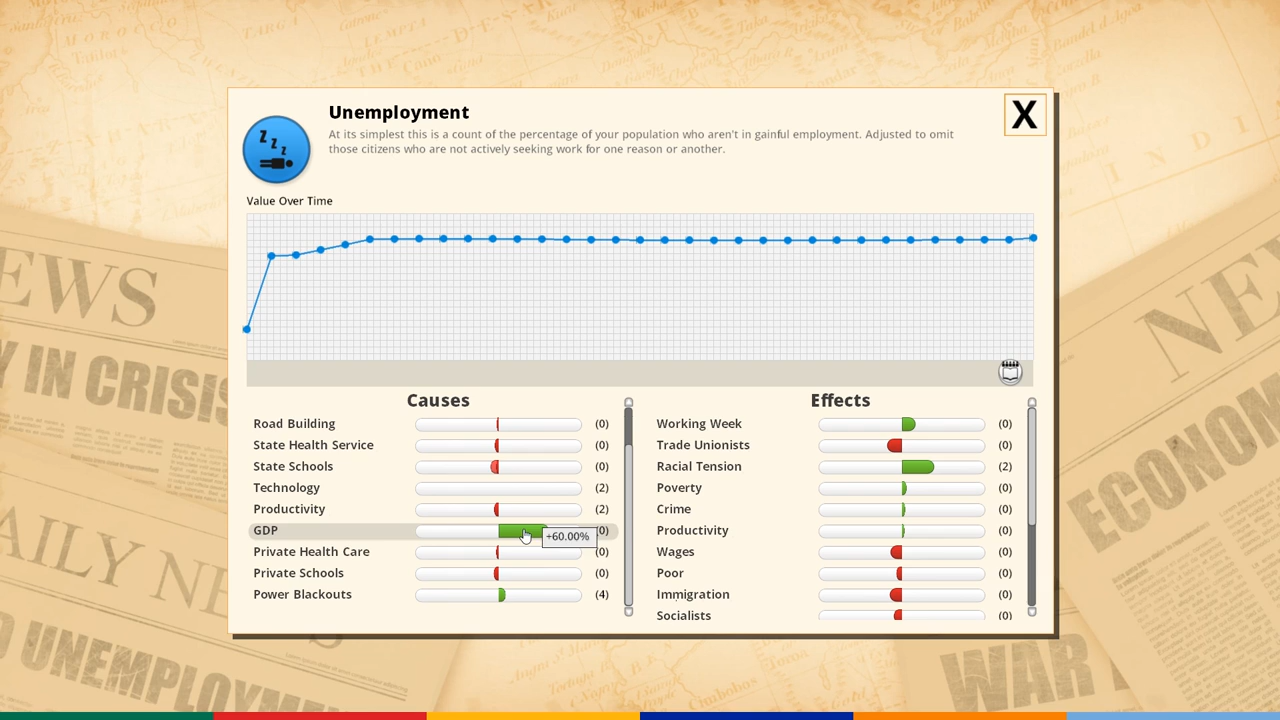 Unemployment
X
At its simplest this is a count of the percentage of your population who aren't in gainful employment. Adjusted to omit
those citizens who are not actively seeking work for one reason or another.
Value Over Time
Causes
Road Building (0)
State Health Service (0)
State Schools (0)
Technology (2)
Productivity (2)
GDP +60.00% (0)
Private Health Care (0)
Private Schools (0)
Power Blackouts (4)
Effects
Working Week (0)
Trade Unionists (0)
Racial Tension (2)
Poverty (0)
Crime (0)
Productivity (0)
Wages (0)
Poor (0)
Immigration (0)
Socialists (0)
EWS
Y IN CRISIS
DAILY NE
UNEMPLOYM
NE
ECONOM
WAR